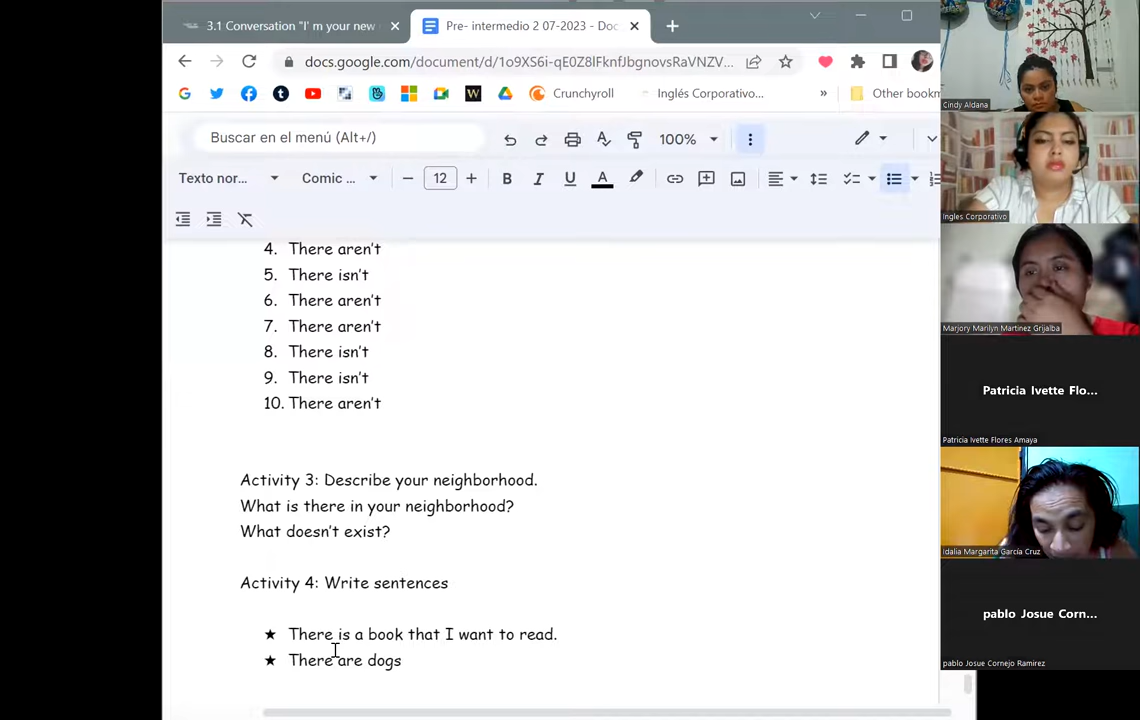 3.1 Conversation "I' m your new
Pre- intermedio 2 07-2023 - Doc
docs.google.com/document/d/1o9XS6i-qE0Z8lFknfJbgnovsRaVNZV...
Crunchyroll
Inglés Corporativo...
»
Other bookm
Buscar en el menú (Alt+/)
100%
Texto nor...
Comic ...
12
B I U A
4. There aren't
5. There isn't
6. There aren't
7. There aren't
8. There isn't
9. There isn't
10. There aren't
Activity 3: Describe your neighborhood.
What is there in your neighborhood?
What doesn't exist?
Activity 4: Write sentences
★ There is a book that I want to read.
★ There are dogs
Cindy Aldana
Ingles Corporativo
Marjory Marilyn Martinez Grijalba
Patricia Ivette Flo...
Patricia Ivette Flores Amaya
Idalia Margarita García Cruz
pablo Josue Corn...
pablo Josue Cornejo Ramirez